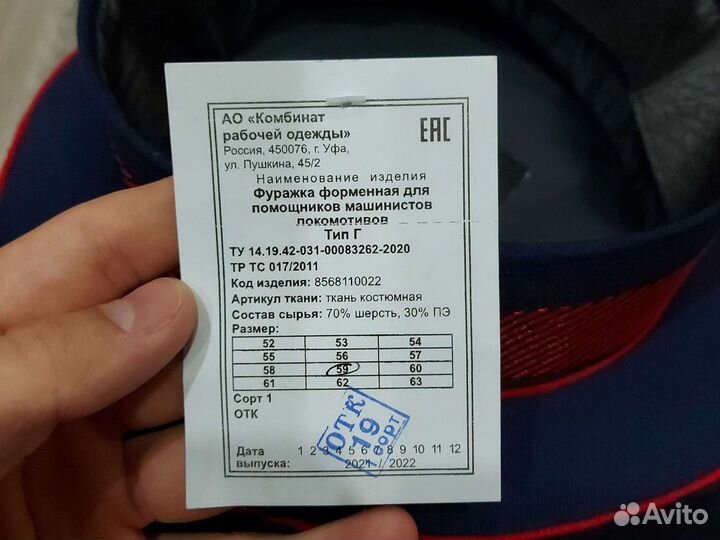 АО «Комбинат
рабочей одежды»
Россия, 450076, г. Уфа,
ул. Пушкина, 45/2
ЕАС
Наименование изделия
Фуражка форменная для
помощников машинистов
локомотивов
Тип Г
ТУ 14.19.42-031-00083262-2020
ТР ТС 017/2011
Код изделия: 8568110022
Артикул ткани: ткань костюмная
Состав сырья: 70% шерсть, 30% ПЭ
Размер:
52 53 54
55 56 57
58 59 60
61 62 63
Сорт 1
ОТК
ОТК
19
1 сорт
Дата 1 2 3 4 5 6 7 8 9 10 11 12
выпуска: 2021 / 2022
Avito